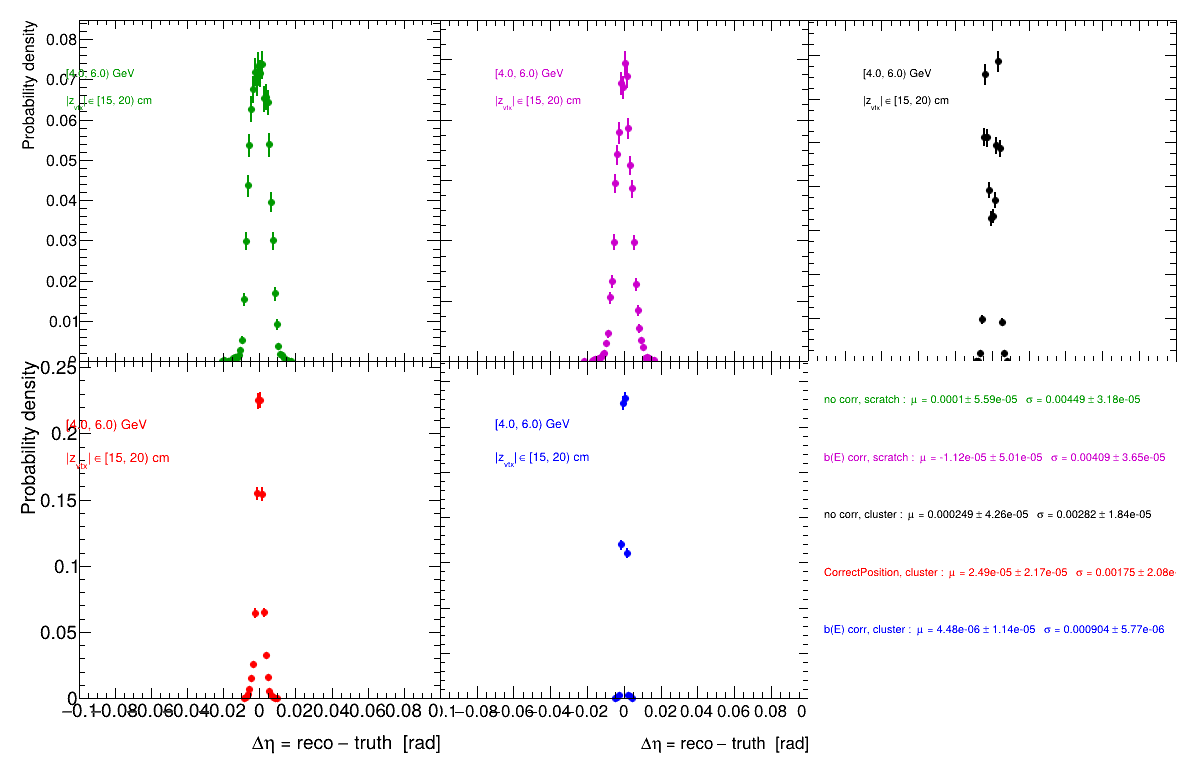 Probability density
0.08
0.07
0.06
0.05
0.04
0.03
0.02
0.01
[4.0, 6.0) GeV
|z_vtx| ∈ [15, 20) cm
[4.0, 6.0) GeV
|z_vtx| ∈ [15, 20) cm
[4.0, 6.0) GeV
|z_vtx| ∈ [15, 20) cm
Probability density
0.25
0.2
0.15
0.1
0.05
0
[4.0, 6.0) GeV
|z_vtx| ∈ [15, 20) cm
[4.0, 6.0) GeV
|z_vtx| ∈ [15, 20) cm
no corr, scratch : μ = 0.0001 ± 5.59e-05 σ = 0.00449 ± 3.18e-05
b(E) corr, scratch : μ = -1.12e-05 ± 5.01e-05 σ = 0.00409 ± 3.65e-05
no corr, cluster : μ = 0.000249 ± 4.26e-05 σ = 0.00282 ± 1.84e-05
CorrectPosition, cluster : μ = 2.49e-05 ± 2.17e-05 σ = 0.00175 ± 2.08e-
b(E) corr, cluster : μ = 4.48e-06 ± 1.14e-05 σ = 0.000904 ± 5.77e-06
−0.1 −0.08 −0.06 −0.04 −0.02 0 0.02 0.04 0.06 0.08 0.1 −0.08 −0.06 −0.04 −0.02 0 0.02 0.04 0.06 0.08 0
Δη = reco − truth [rad]
Δη = reco − truth [rad]